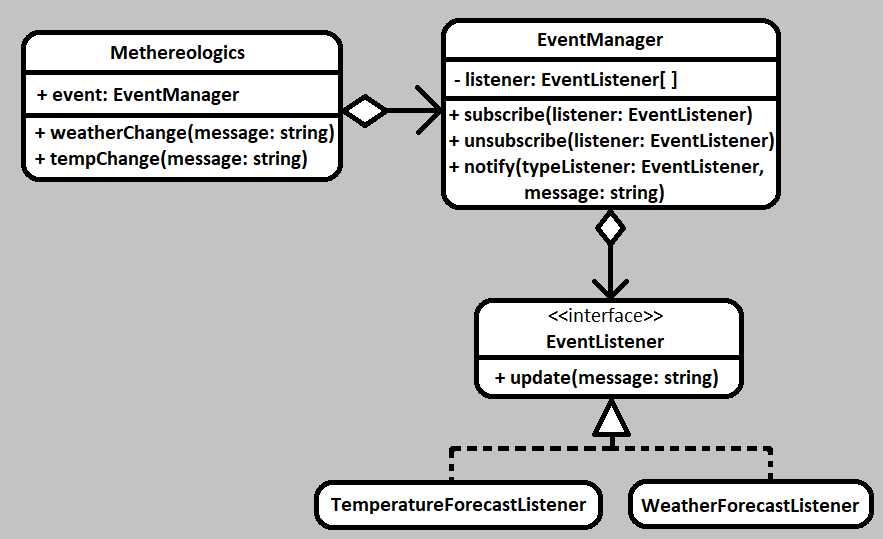 Methereologics
+ event: EventManager
+ weatherChange(message: string)
+ tempChange(message: string)
EventManager
- listener: EventListener[ ]
+ subscribe(listener: EventListener)
+ unsubscribe(listener: EventListener)
+ notify(typeListener: EventListener,
message: string)
<<interface>>
EventListener
+ update(message: string)
TemperatureForecastListener
WeatherForecastListener